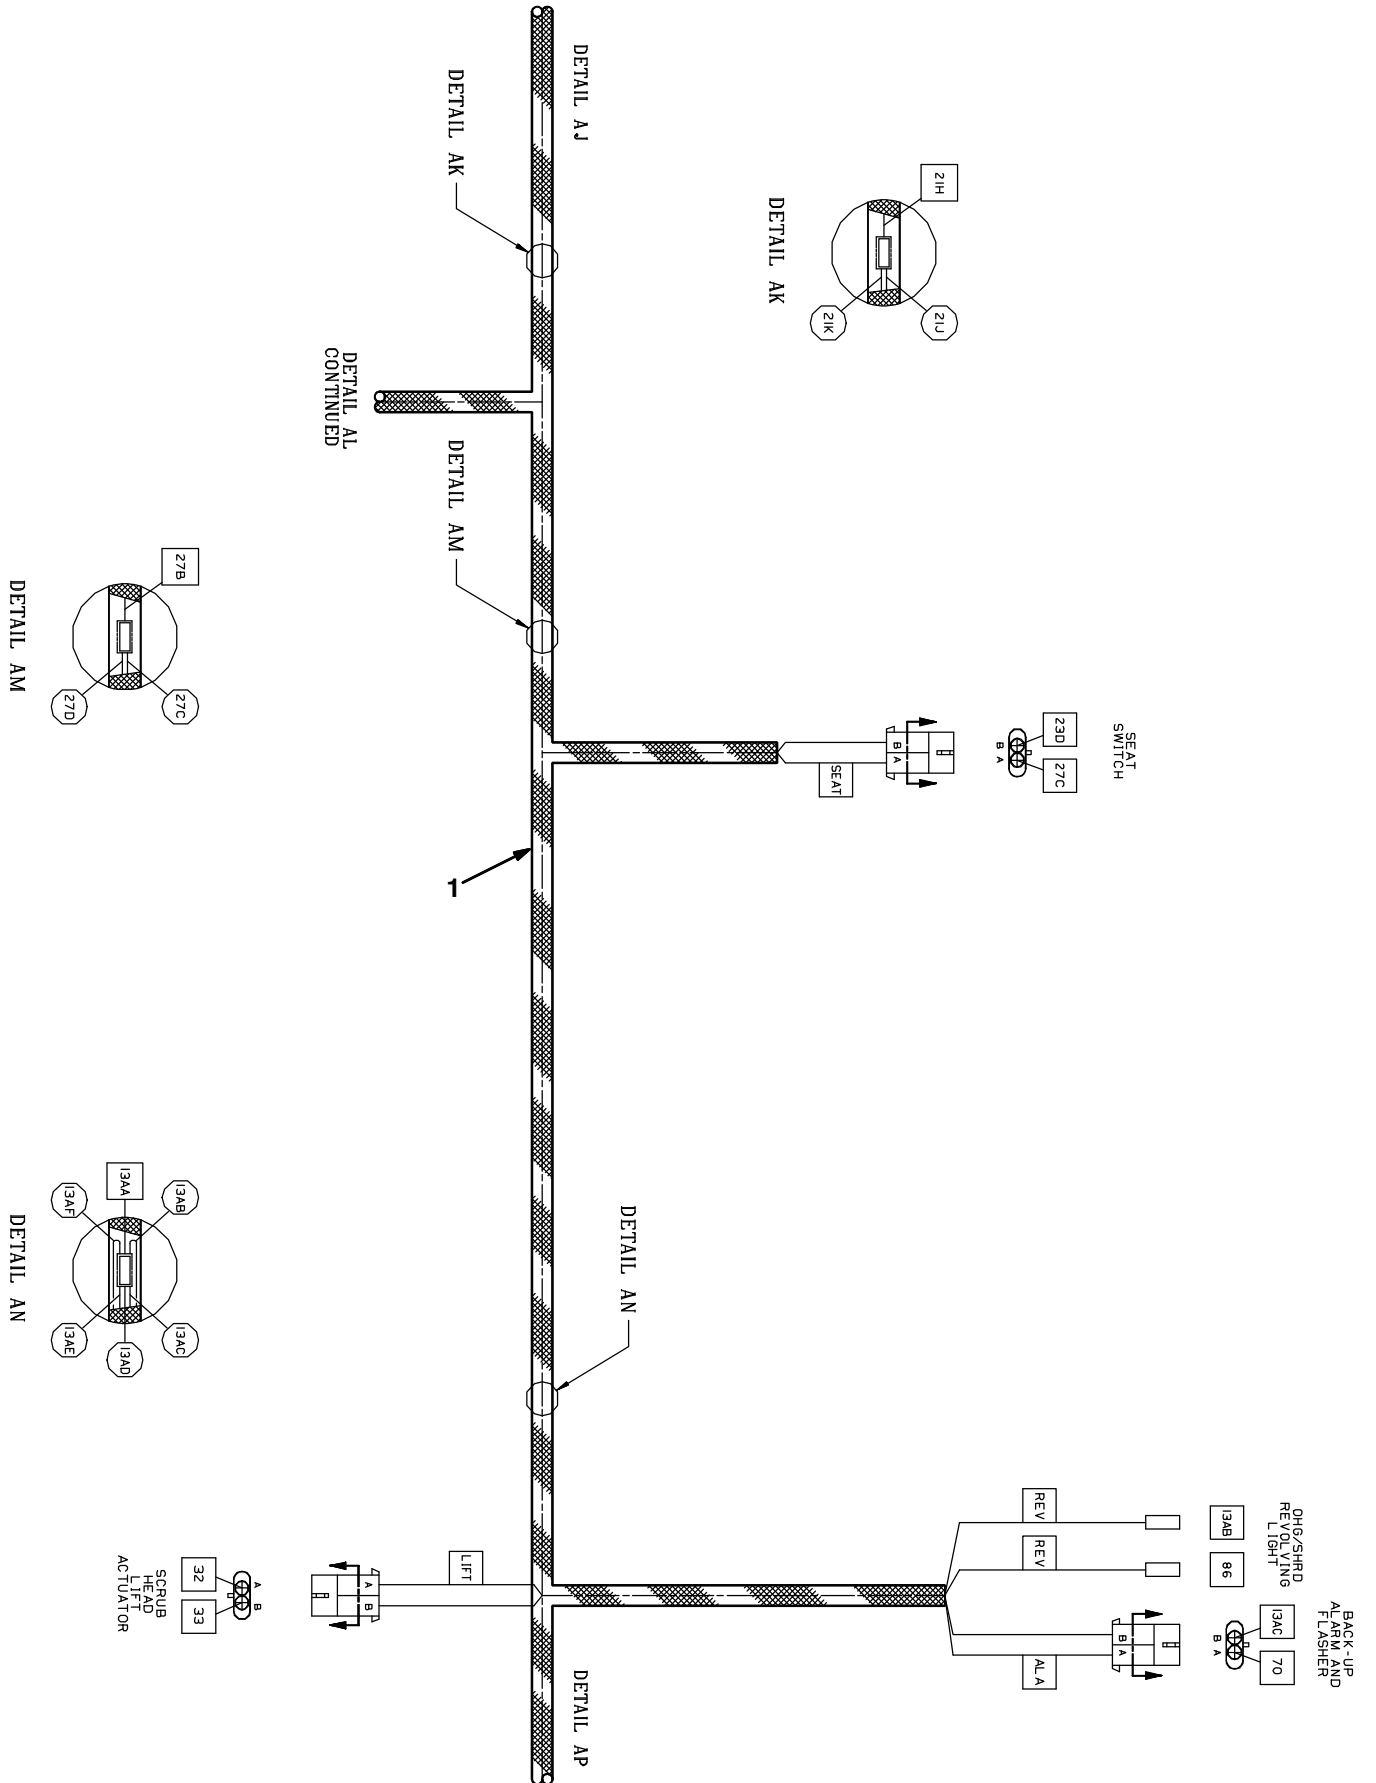 DETAIL AJ
DETAIL AK
21H
21K
21J
DETAIL AK
DETAIL AL
CONTINUED
DETAIL AM
27B
27D
27C
DETAIL AM
SEAT
SWITCH
23D
27C
B A
B A
SEAT
1
DETAIL AN
13AA
13AB
13AF
13AC
13AD
13AE
DETAIL AN
OHG/SHRD
REVOLVING
LIGHT
13AB
86
REV
REV
BACK-UP
ALARM AND
FLASHER
13AC
70
B A
B A
ALA
LIFT
A B
A B
32
33
SCRUB
HEAD
LIFT
ACTUATOR
DETAIL AP